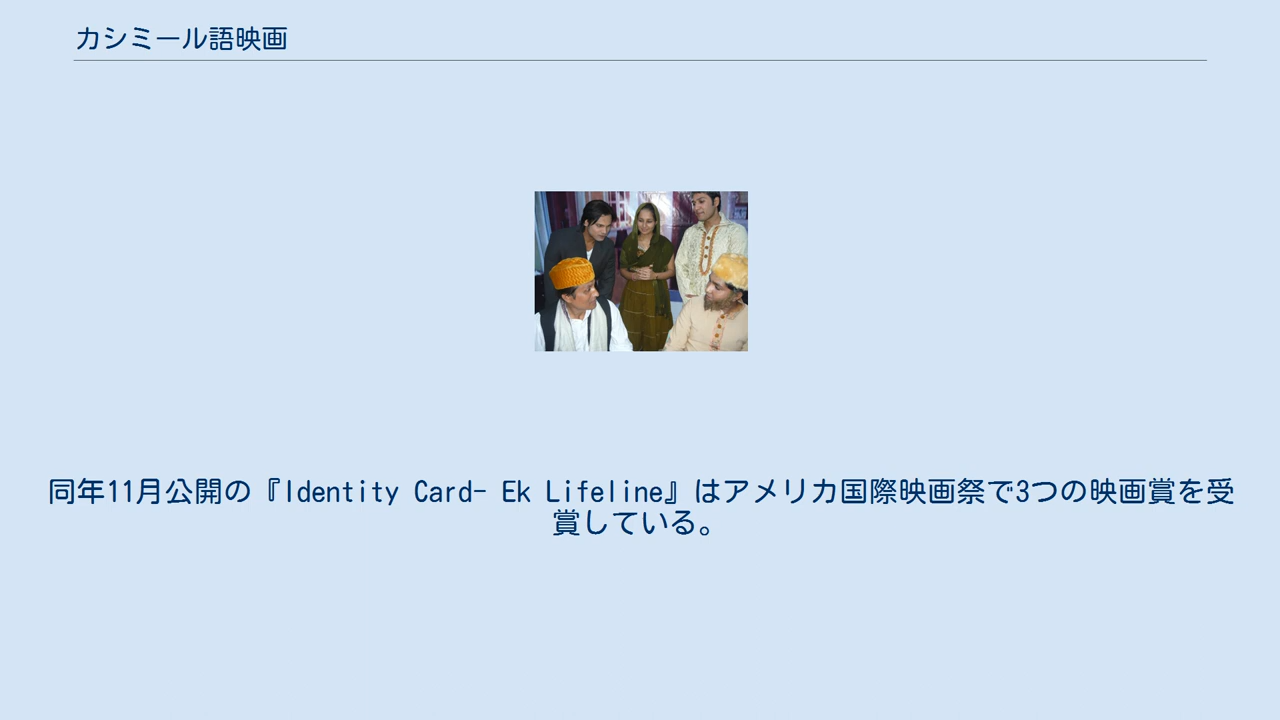 カシミール語映画
同年11月公開の『Identity Card- Ek Lifeline』はアメリカ国際映画祭で3つの映画賞を受
賞している。